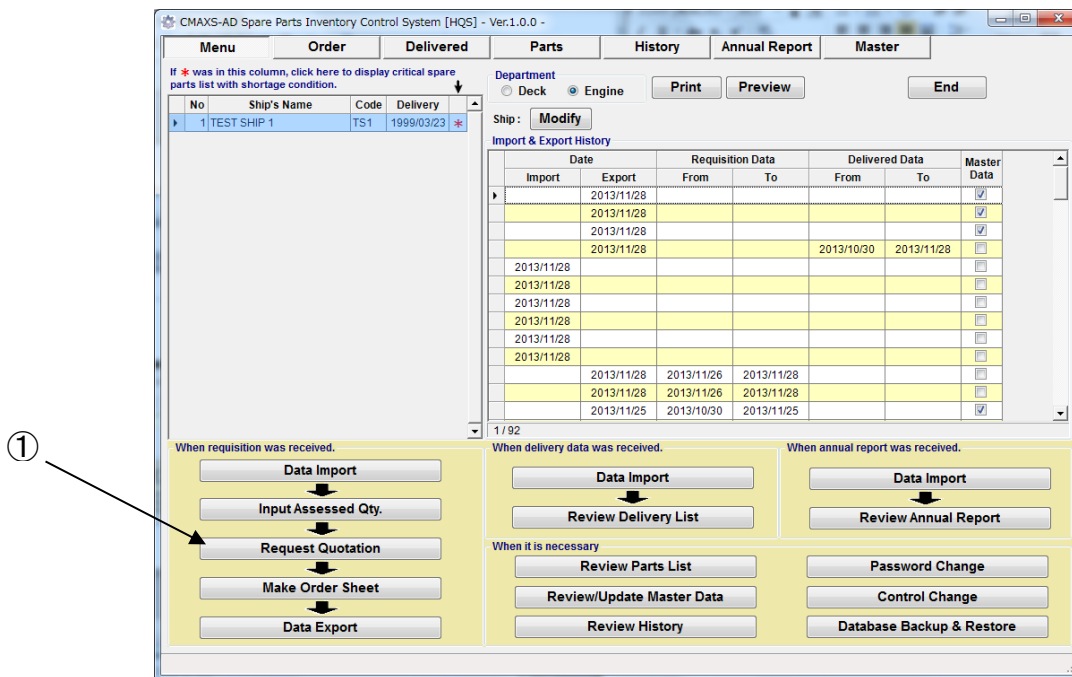 CMAXS-AD Spare Parts Inventory Control System [HQS] - Ver.1.0.0 -
Menu Order Delivered Parts History Annual Report Master
If * was in this column, click here to display critical spare
parts list with shortage condition.
No Ship's Name Code Delivery
1 TEST SHIP 1 TS1 1999/03/23 *
Department
Deck Engine Print Preview End
Ship : Modify
Import & Export History
Date Requisition Data Delivered Data Master
Data
Import Export From To From To
2013/11/28
2013/11/28
2013/11/28
2013/11/28 2013/10/30 2013/11/28
2013/11/28
2013/11/28
2013/11/28
2013/11/28
2013/11/28
2013/11/28
2013/11/28 2013/11/26 2013/11/28
2013/11/28 2013/11/26 2013/11/28
2013/11/25 2013/10/30 2013/11/25
1 / 92
①
When requisition was received.
Data Import
Input Assessed Qty.
Request Quotation
Make Order Sheet
Data Export
When delivery data was received.
Data Import
Review Delivery List
When annual report was received.
Data Import
Review Annual Report
When it is necessary
Review Parts List
Review/Update Master Data
Review History
Password Change
Control Change
Database Backup & Restore